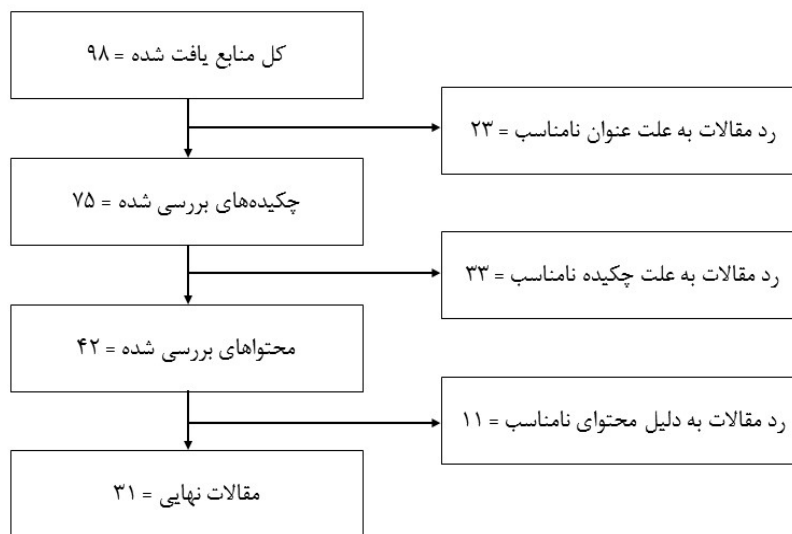 کل منابع یافت شده = ۹۸
رد مقالات به علت عنوان نامناسب = ۲۳
چکیده‌های بررسی شده = ۷۵
رد مقالات به علت چکیده نامناسب = ۳۳
محتواهای بررسی شده = ۴۲
رد مقالات به دلیل محتوای نامناسب = ۱۱
مقالات نهایی = ۳۱